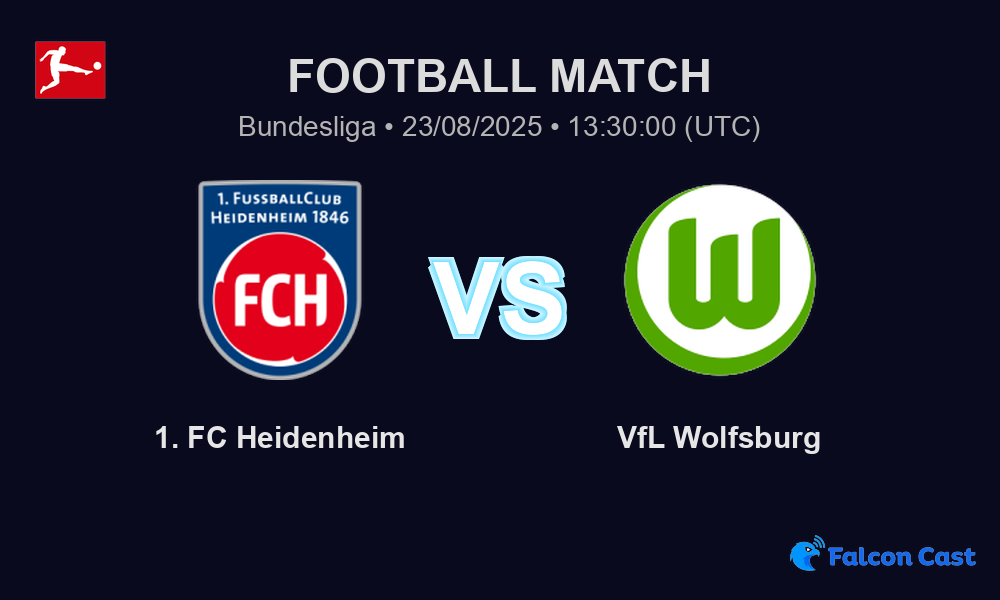 FOOTBALL MATCH
Bundesliga • 23/08/2025 • 13:30:00 (UTC)
1. FUSSBALLCLUB
HEIDENHEIM 1846
FCH
VS
W
1. FC Heidenheim
VfL Wolfsburg
Falcon Cast